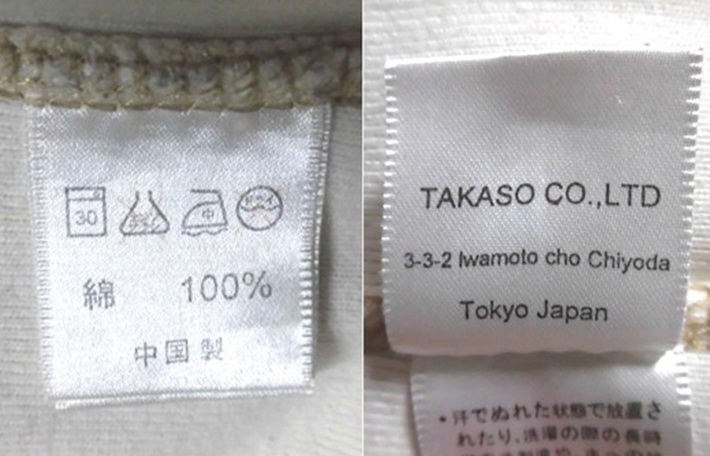 30
中
綿 100%
中国製
TAKASO CO.,LTD
3-3-2 Iwamoto cho Chiyoda
Tokyo Japan
・汗でぬれた状態で放置さ
れたり、洗濯の際の長時